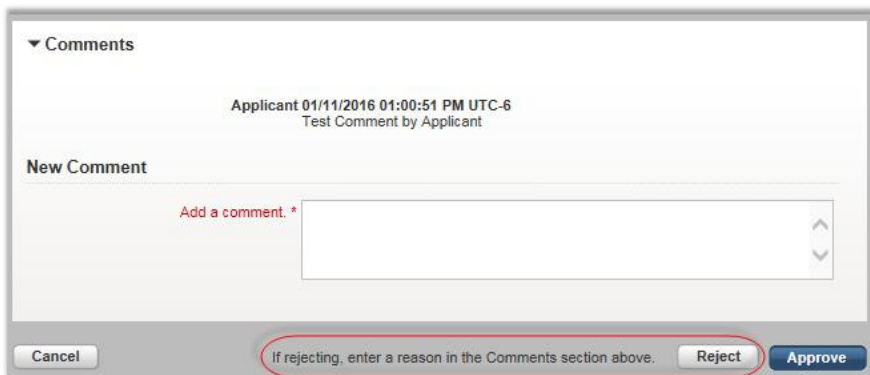 Comments
Applicant 01/11/2016 01:00:51 PM UTC-6
Test Comment by Applicant
New Comment
Add a comment. *
Cancel If rejecting, enter a reason in the Comments section above. Reject Approve